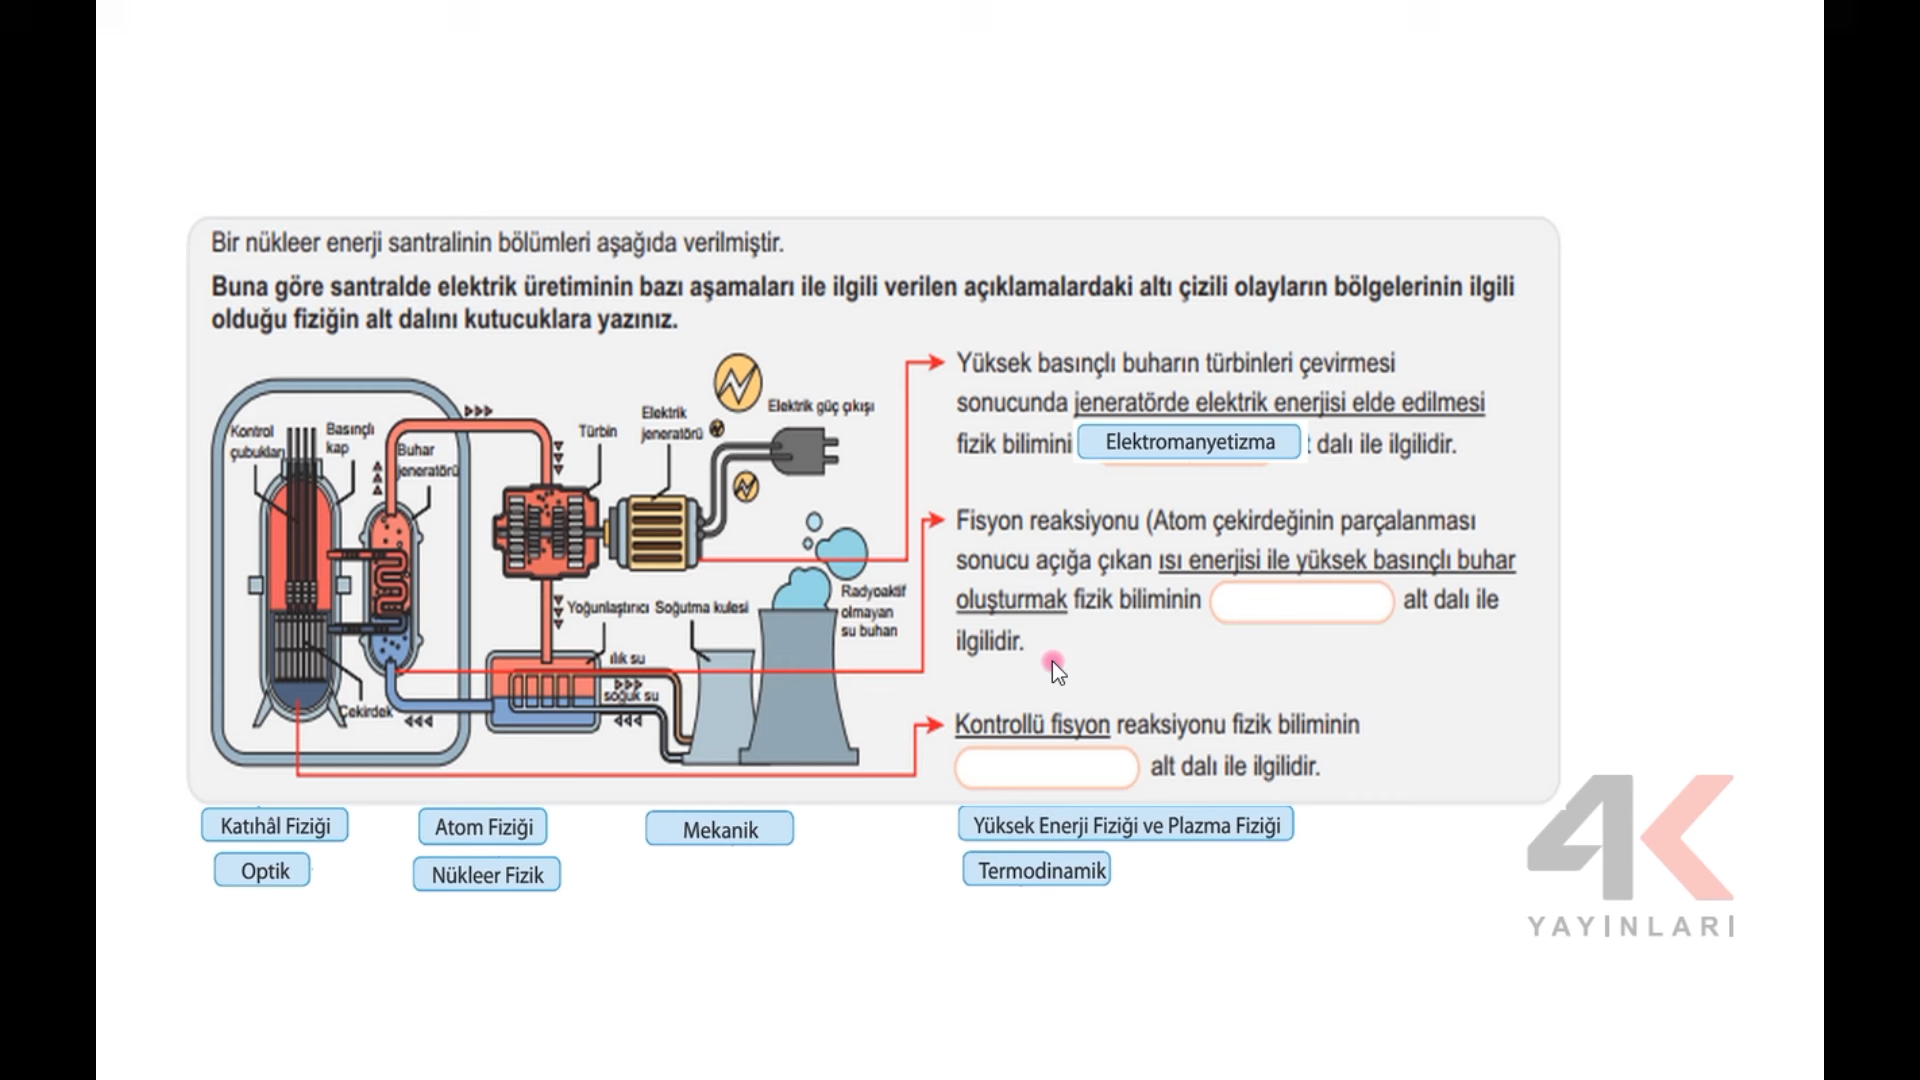 Bir nükleer enerji santralinin bölümleri aşağıda verilmiştir.
Buna göre santralde elektrik üretiminin bazı aşamaları ile ilgili verilen açıklamalardaki altı çizili olayların bölgelerinin ilgili
olduğu fiziğin alt dalını kutucuklara yazınız.
Kontrol
çubukları
Basınçlı
kap
Buhar
jeneratörü
Türbin
Elektrik
jeneratörü
Elektrik güç çıkışı
Yoğunlaştırıcı
Soğutma kulesi
Radyoaktif
olmayan
su buharı
ılık su
soğuk su
Çekirdek
Yüksek basınçlı buharın türbinleri çevirmesi
sonucunda jeneratörde elektrik enerjisi elde edilmesi
fizik bilimini Elektromanyetizma dalı ile ilgilidir.
Fisyon reaksiyonu (Atom çekirdeğinin parçalanması
sonucu açığa çıkan ısı enerjisi ile yüksek basınçlı buhar
oluşturmak fizik biliminin alt dalı ile
ilgilidir.
Kontrollü fisyon reaksiyonu fizik biliminin
alt dalı ile ilgilidir.
Katıhâl Fiziği
Atom Fiziği
Mekanik
Yüksek Enerji Fiziği ve Plazma Fiziği
Optik
Nükleer Fizik
Termodinamik
4K
YAYINLARI